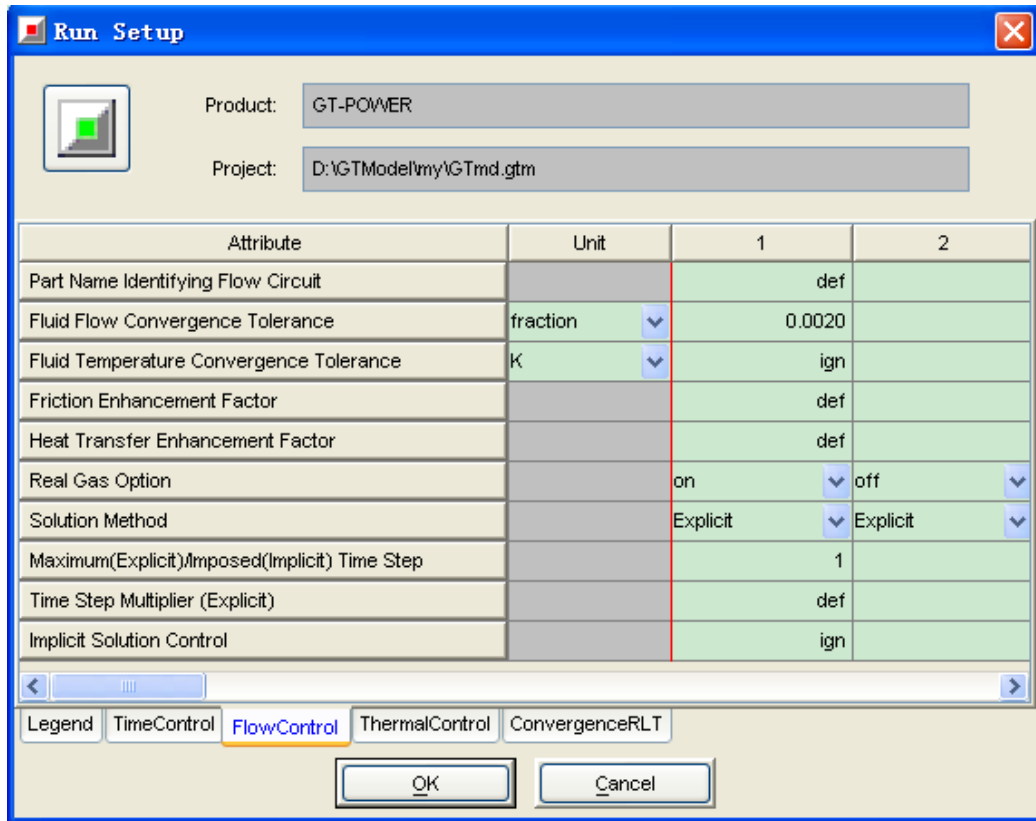 Run Setup
Product: GT-POWER
Project: D:\GTModel\my\GTmd.gtm
Attribute Unit 1 2
Part Name Identifying Flow Circuit def
Fluid Flow Convergence Tolerance fraction 0.0020
Fluid Temperature Convergence Tolerance K ign
Friction Enhancement Factor def
Heat Transfer Enhancement Factor def
Real Gas Option on off
Solution Method Explicit Explicit
Maximum(Explicit)/Imposed(Implicit) Time Step 1
Time Step Multiplier (Explicit) def
Implicit Solution Control ign
Legend TimeControl FlowControl ThermalControl ConvergenceRLT
OK Cancel